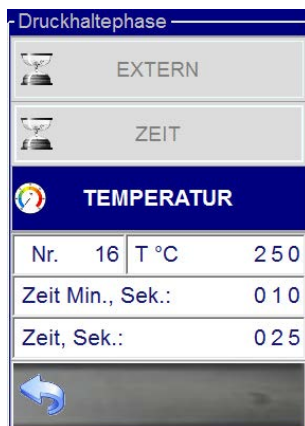 Druckhaltephase
EXTERN
ZEIT
TEMPERATUR
Nr. 16 T °C 250
Zeit Min., Sek.: 010
Zeit, Sek.: 025